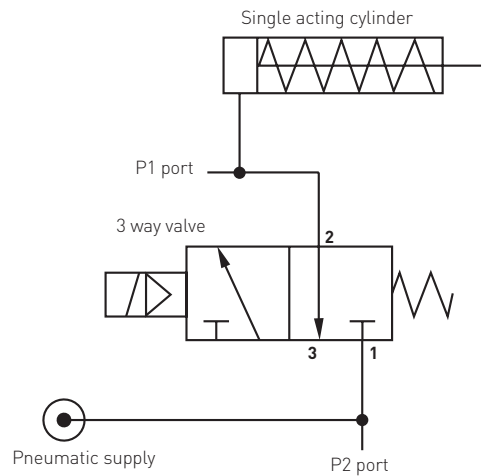 Single acting cylinder
P1 port
3 way valve
2
3
1
Pneumatic supply
P2 port